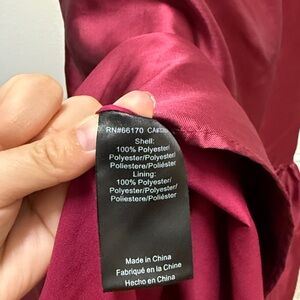 RN#66170
Shell:
100% Polyester/
Polyester/Polyester/
Poliestere/Poliéster
Lining:
100% Polyester/
Polyester/Polyester/
Poliestere/Poliéster
Made in China
Fabriqué en la Chine
Hecho en China